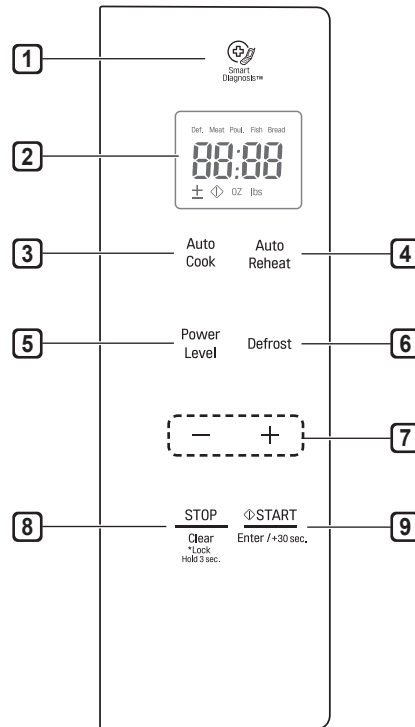 1
Smart
Diagnosis™
2
Def. Meat Poul. Fish Bread
88:88
± OZ lbs
3
Auto
Cook
Auto
Reheat
4
5
Power
Level
Defrost
6
− +
7
8
STOP
Clear
*Lock
Hold 3 sec.
START
Enter /+30 sec.
9